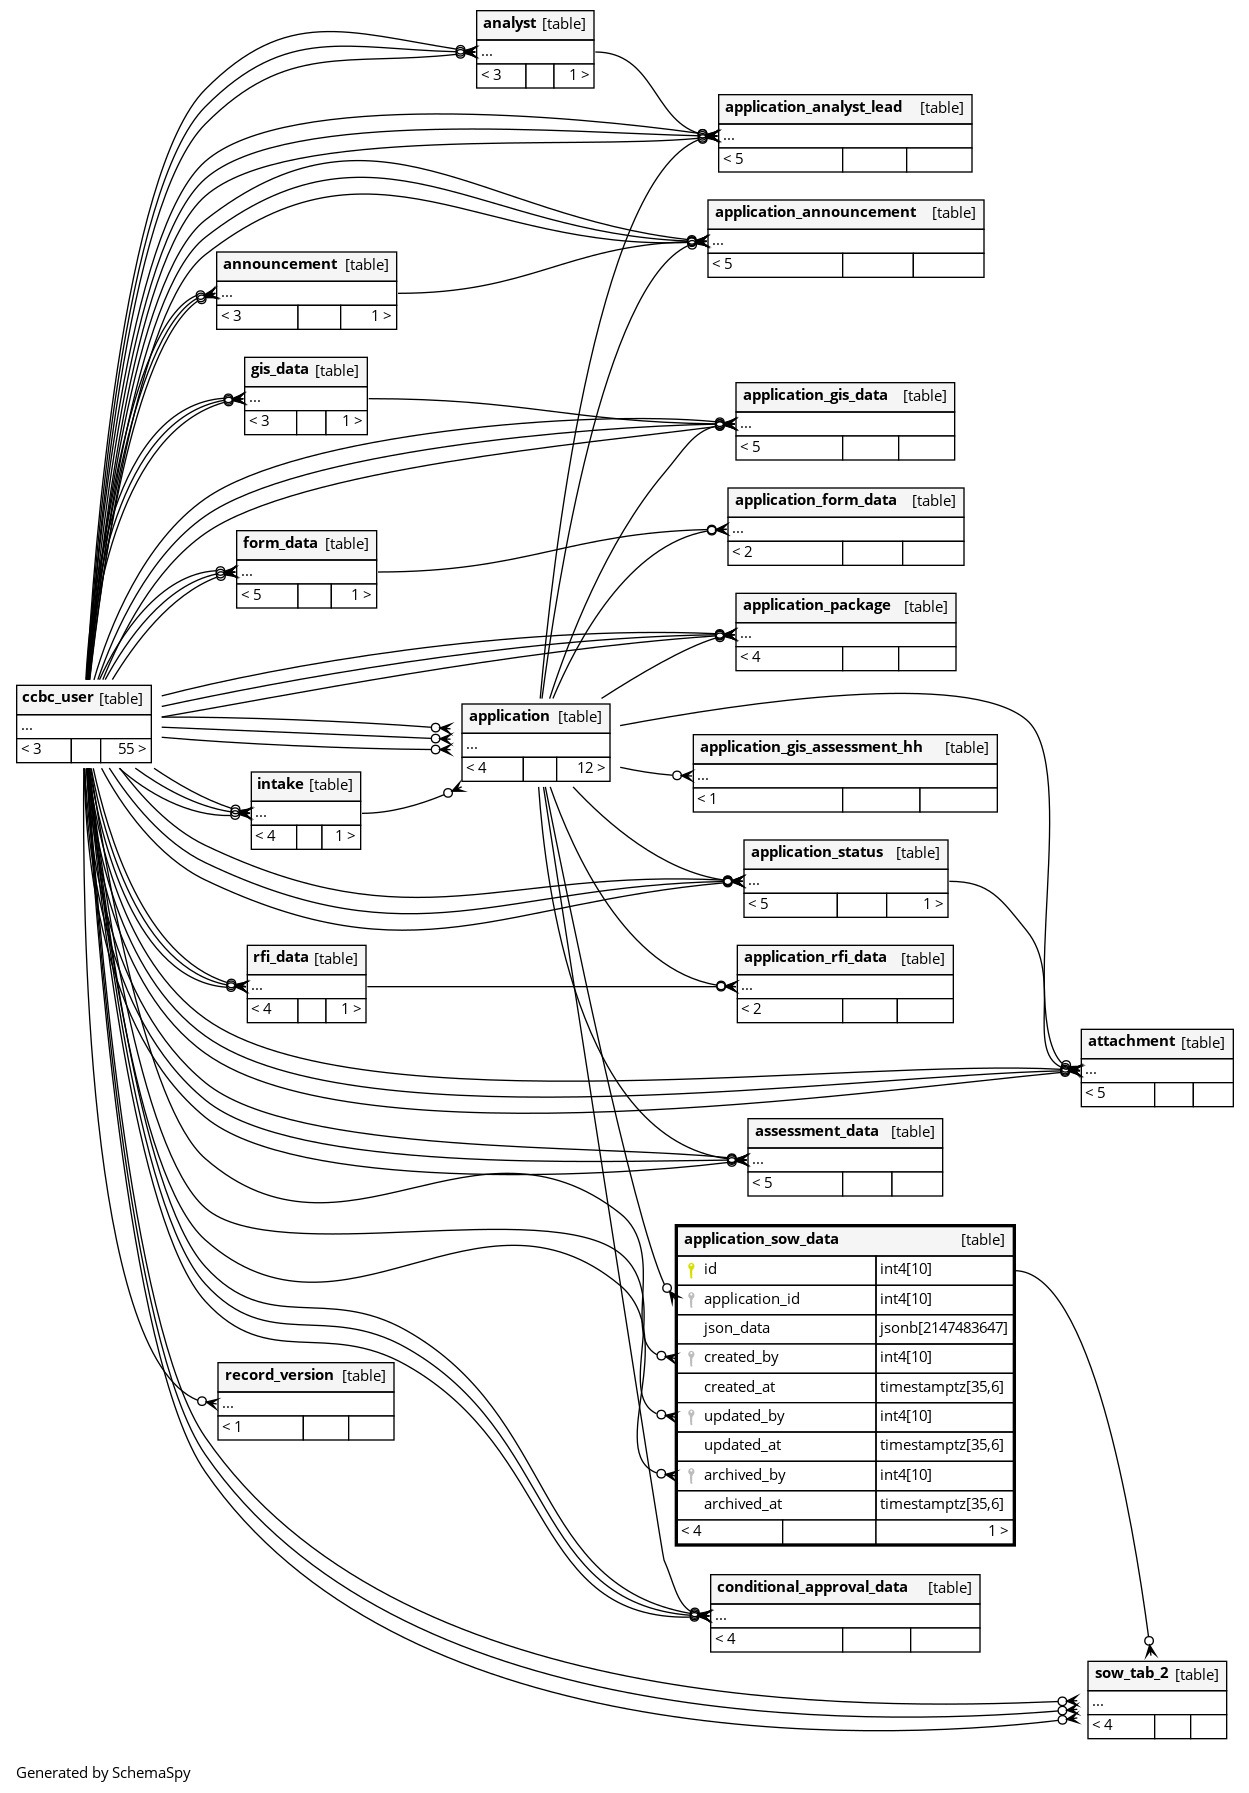 analyst [table]
...
< 3 1 >
application_analyst_lead [table]
...
< 5
application_announcement [table]
...
< 5
announcement [table]
...
< 3 1 >
gis_data [table]
...
< 3 1 >
application_gis_data [table]
...
< 5
application_form_data [table]
...
< 2
form_data [table]
...
< 5 1 >
application_package [table]
...
< 4
ccbc_user [table]
...
< 3 55 >
application [table]
...
< 4 12 >
application_gis_assessment_hh [table]
...
< 1
intake [table]
...
< 4 1 >
application_status [table]
...
< 5 1 >
rfi_data [table]
...
< 4 1 >
application_rfi_data [table]
...
< 2
attachment [table]
...
< 5
assessment_data [table]
...
< 5
application_sow_data [table]
id int4[10]
application_id int4[10]
json_data jsonb[2147483647]
created_by int4[10]
created_at timestamptz[35,6]
updated_by int4[10]
updated_at timestamptz[35,6]
archived_by int4[10]
archived_at timestamptz[35,6]
< 4 1 >
record_version [table]
...
< 1
conditional_approval_data [table]
...
< 4
sow_tab_2 [table]
...
< 4
Generated by SchemaSpy